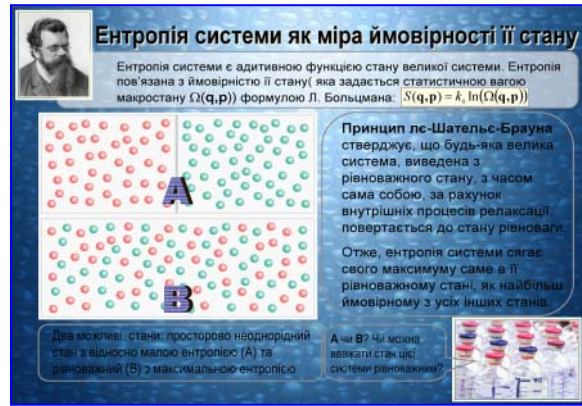 Ентропія системи як міра ймовірності її стану
Ентропія системи є адитивною функцією стану великої системи. Ентропія
пов'язана з ймовірністю її стану( яка задається статистичною вагою
макростану Ω(q,p)) формулою Л. Больцмана: S(q,p) = k ln(Ω(q,p))
A
B
Принцип лє-Шательє-Брауна
стверджує, що будь-яка велика
система, виведена з
рівноважного стану, з часом
сама собою, за рахунок
внутрішніх процесів релаксації,
повертається до стану рівноваги.
Отже, ентропія системи сягає
свого максимуму саме в її
рівноважному стані, як найбільш
ймовірному з усіх інших станів.
Два можливі стани: просторово неоднорідний
стан з відносно малою ентропією (А) та
рівноважний (В) з максимальною ентропією
А чи В? Чи можна
вважати стан цієї
системи рівноважним?